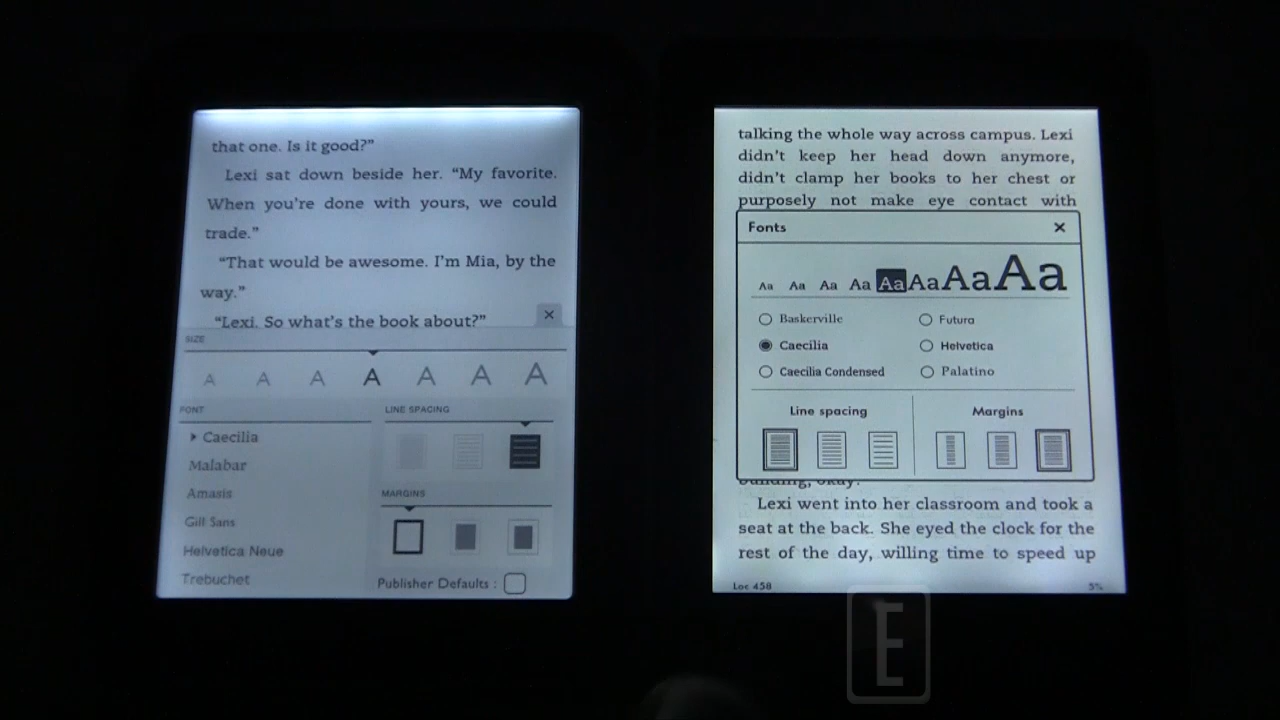 that one. Is it good?”
Lexi sat down beside her. “My favorite.
When you’re done with yours, we could
trade.”
“That would be awesome. I’m Mia, by the
way.”
“Lexi. So what’s the book about?”
SIZE
A A A A A A A
FONT
Caecilia
Malabar
Amasis
Gill Sans
Helvetica Neue
Trebuchet
LINE SPACING
MARGINS
Publisher Defaults :
talking the whole way across campus. Lexi
didn’t keep her head down anymore,
didn’t clamp her books to her chest or
purposely not make eye contact with
Fonts
Aa Aa Aa Aa Aa Aa Aa Aa
Baskerville
Futura
Caecilia
Helvetica
Caecilia Condensed
Palatino
Line spacing
Margins
building, okay.
Lexi went into her classroom and took a
seat at the back. She eyed the clock for the
rest of the day, willing time to speed up
Loc 458
5%
E